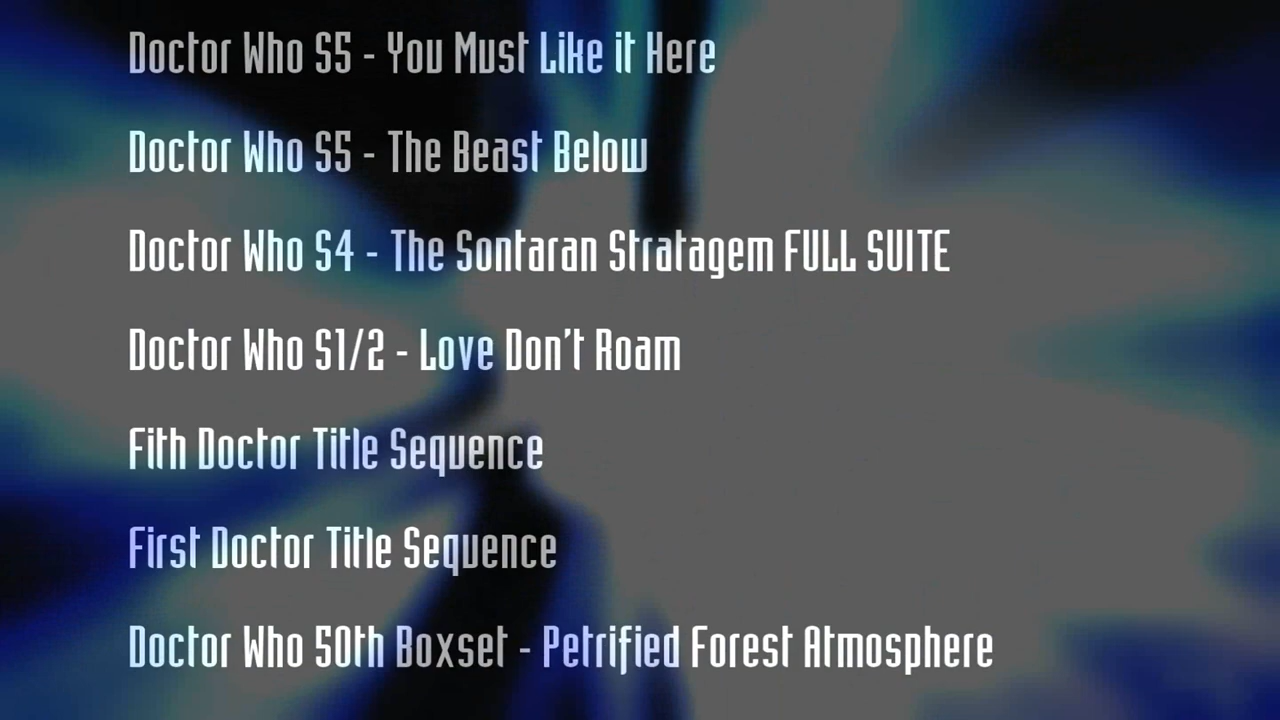 Doctor Who S5 - You Must Like it Here
Doctor Who S5 - The Beast Below
Doctor Who S4 - The Sontaran Stratagem FULL SUITE
Doctor Who S1/2 - Love Don't Roam
Fith Doctor Title Sequence
First Doctor Title Sequence
Doctor Who 50th Boxset - Petrified Forest Atmosphere